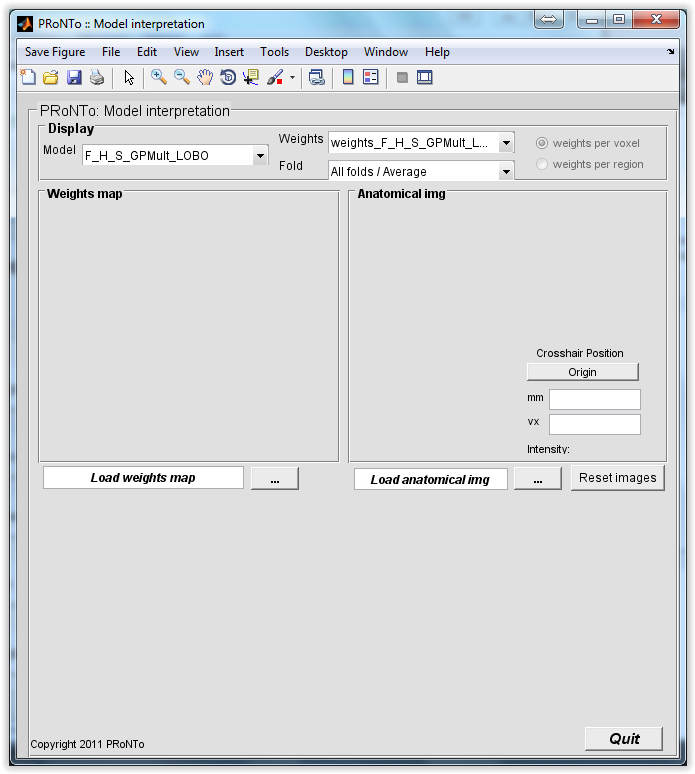 PRoNTo :: Model interpretation
Save Figure File Edit View Insert Tools Desktop Window Help
PRoNTo: Model interpretation
Display
Model F_H_S_GPMult_LOBO
Weights weights_F_H_S_GPMult_L...
Fold All folds / Average
weights per voxel
weights per region
Weights map
Anatomical img
Crosshair Position
Origin
mm
vx
Intensity:
Load weights map ...
Load anatomical img ... Reset images
Quit
Copyright 2011 PRoNTo